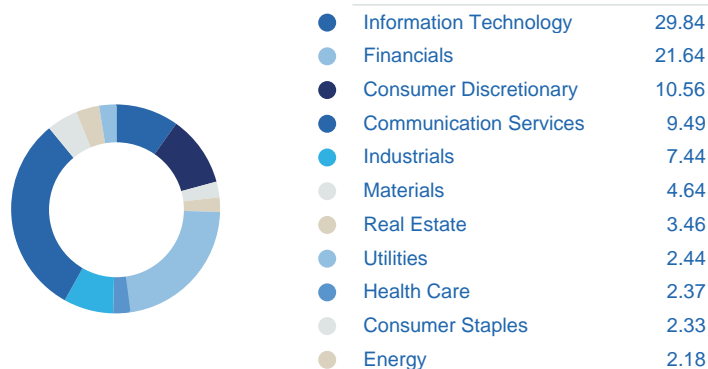 Information Technology 29.84
Financials 21.64
Consumer Discretionary 10.56
Communication Services 9.49
Industrials 7.44
Materials 4.64
Real Estate 3.46
Utilities 2.44
Health Care 2.37
Consumer Staples 2.33
Energy 2.18